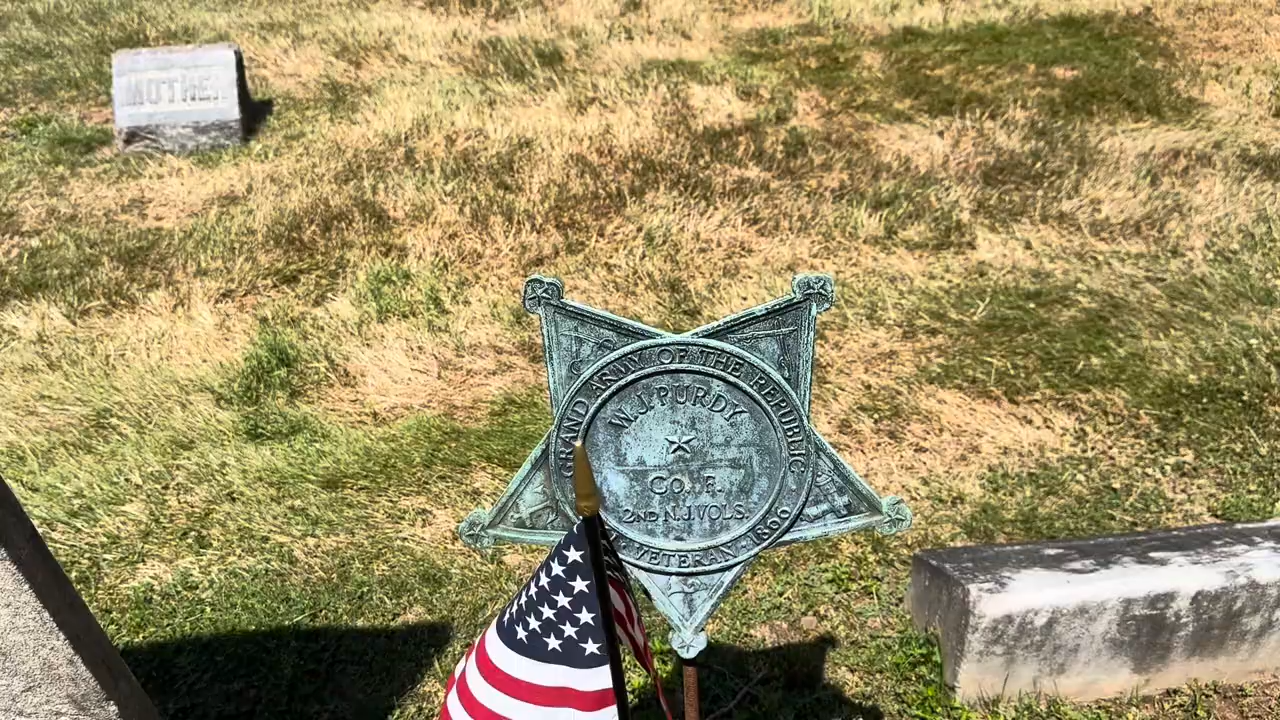 MOTHER
GRAND ARMY OF THE REPUBLIC
W.J. PURDY
Co. F.
2ND N.J. VOLS.
VETERAN 1866